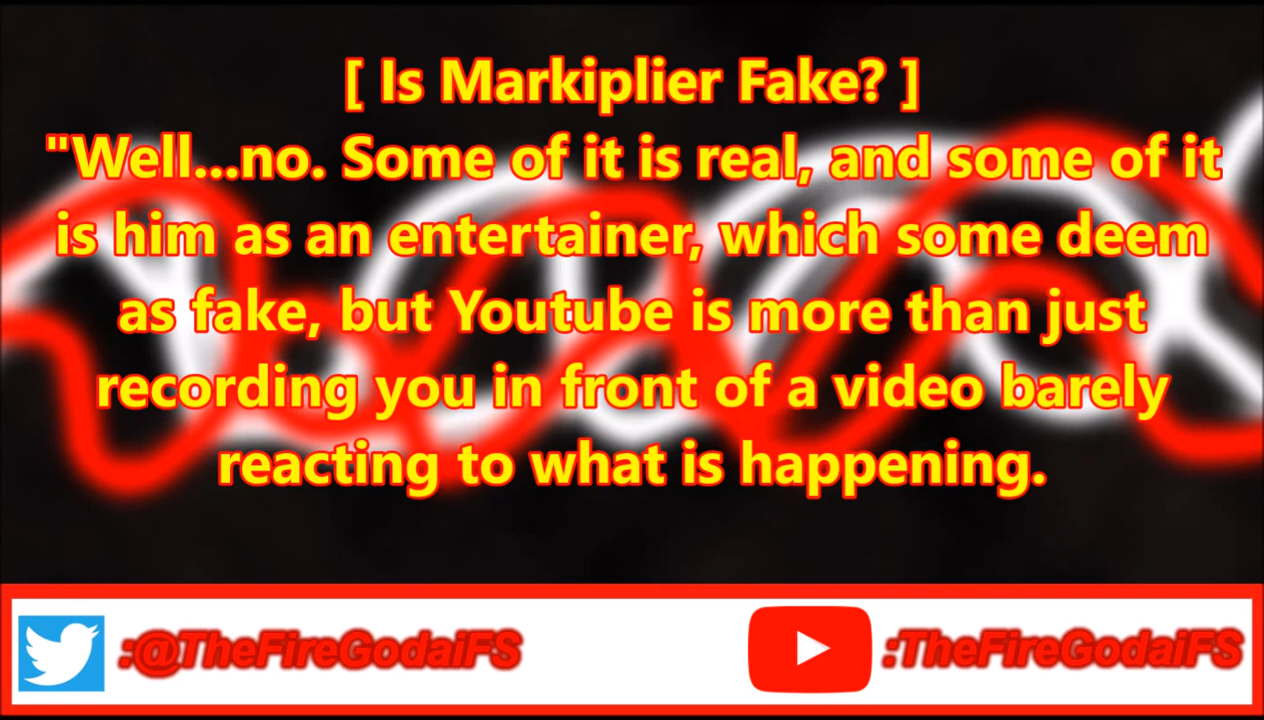 [ Is Markiplier Fake? ]
"Well...no. Some of it is real, and some of it
is him as an entertainer, which some deem
as fake, but Youtube is more than just
recording you in front of a video barely
reacting to what is happening.
:@TheFireGodaiFS
:TheFireGodaiFS